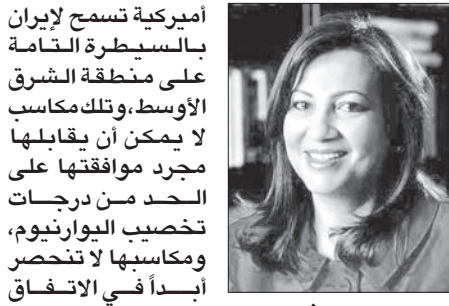 أميركية تسمح لإيران
بالسيطرة التامة
على منطقة الشرق
الأوسط،وتلك مكاسب
لا يمكن أن يقابلها
مجرد موافقتها على
الحد من درجات
تخصيب اليوارنيوم،
ومكاسبها لا تنحصر
أبداً في الاتفاق